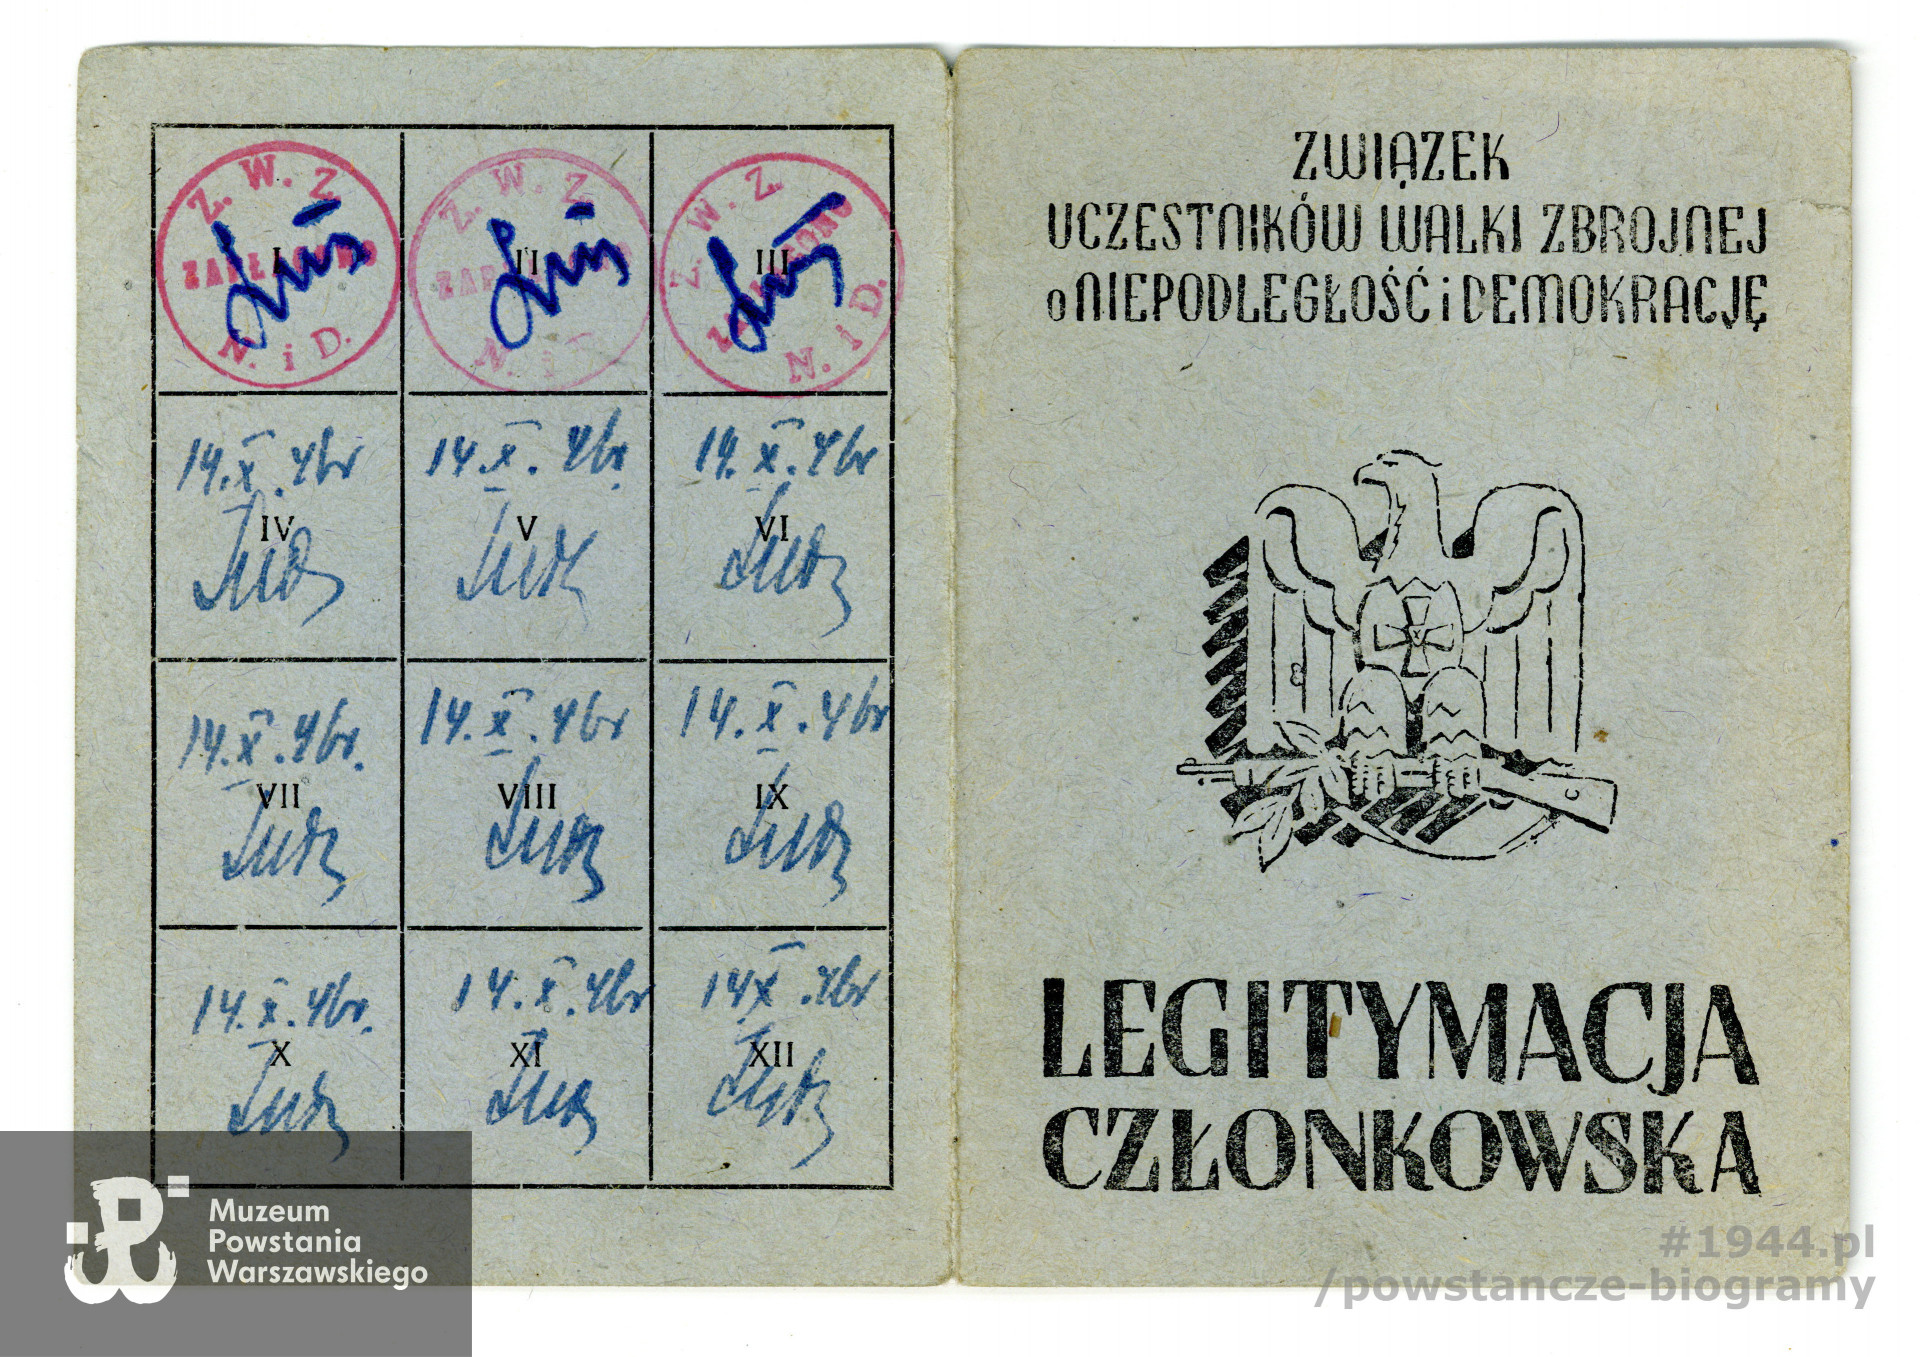 Z. W. Z.
I
ZAPŁACONO
N. i D.
Z. W. Z.
II
N. i D.
Z. W. Z.
III
N. i D.
14.X.46r
IV
14.X.46r.
V
14.X.46r
VI
14.X.46r.
VII
14.X.46r
VIII
14.X.46r
IX
14.X.46r.
X
14.X.46r
XI
14X.46r
XII
ZWIĄZEK
UCZESTNIKÓW WALKI ZBROJNEJ
o NIEPODLEGŁOŚĆ i DEMOKRACJĘ
LEGITYMACJA
CZŁONKOWSKA
Muzeum
Powstania
Warszawskiego
#1944.pl
/powstancze-biogramy